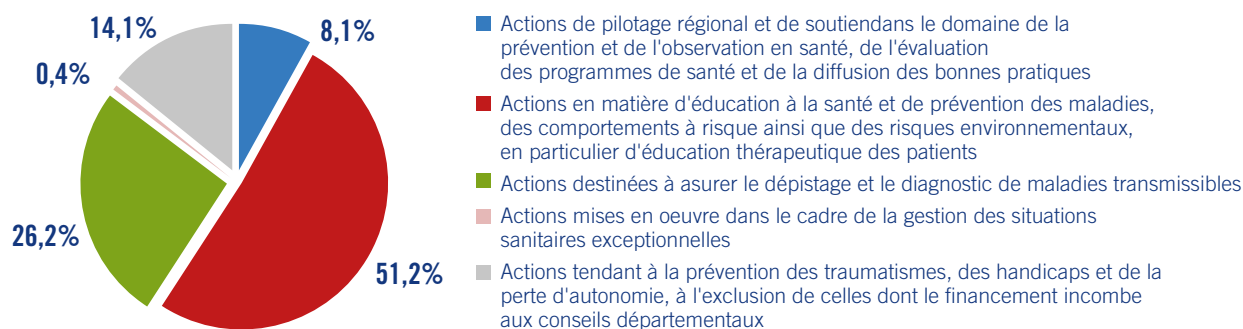 14,1%
8,1%
0,4%
26,2%
51,2%
Actions de pilotage régional et de soutiendans le domaine de la
prévention et de l'observation en santé, de l'évaluation
des programmes de santé et de la diffusion des bonnes pratiques
Actions en matière d'éducation à la santé et de prévention des maladies,
des comportements à risque ainsi que des risques environnementaux,
en particulier d'éducation thérapeutique des patients
Actions destinées à asurer le dépistage et le diagnostic de maladies transmissibles
Actions mises en oeuvre dans le cadre de la gestion des situations
sanitaires exceptionnelles
Actions tendant à la prévention des traumatismes, des handicaps et de la
perte d'autonomie, à l'exclusion de celles dont le financement incombe
aux conseils départementaux